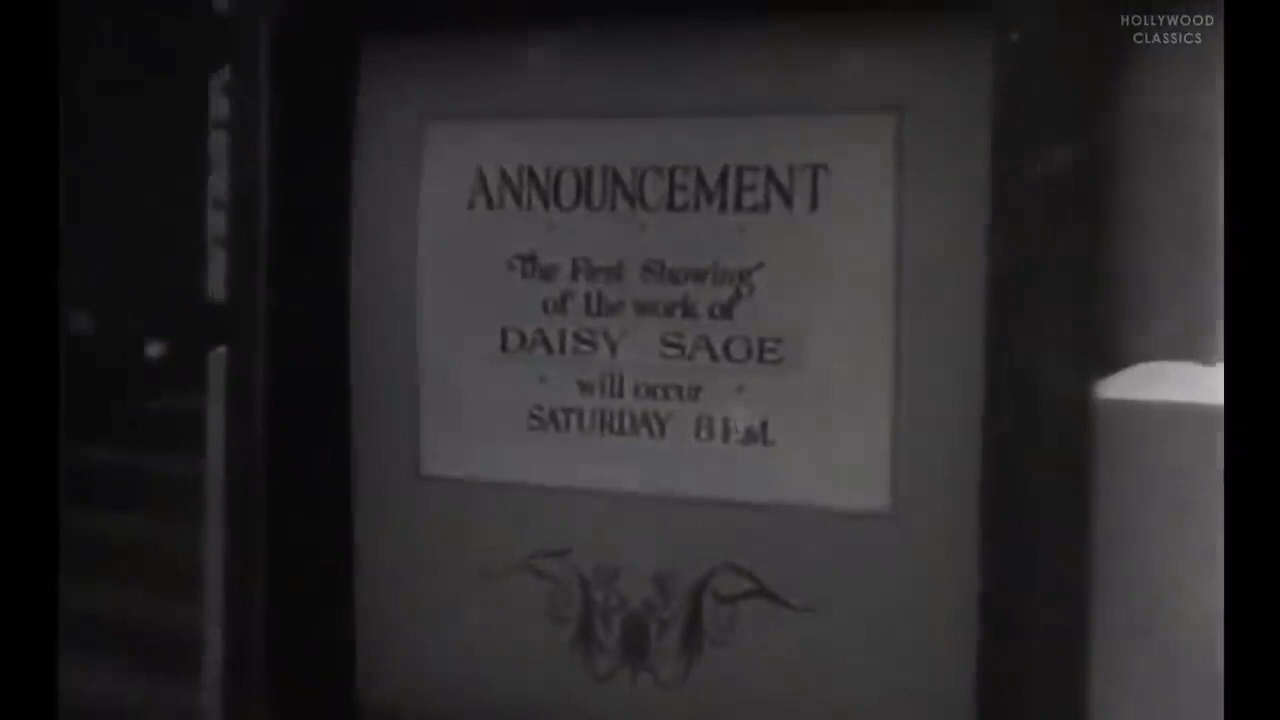 HOLLYWOOD
CLASSICS
ANNOUNCEMENT
The First Showing
of the work of
DAISY SAGE
will occur
SATURDAY 8 P.M.